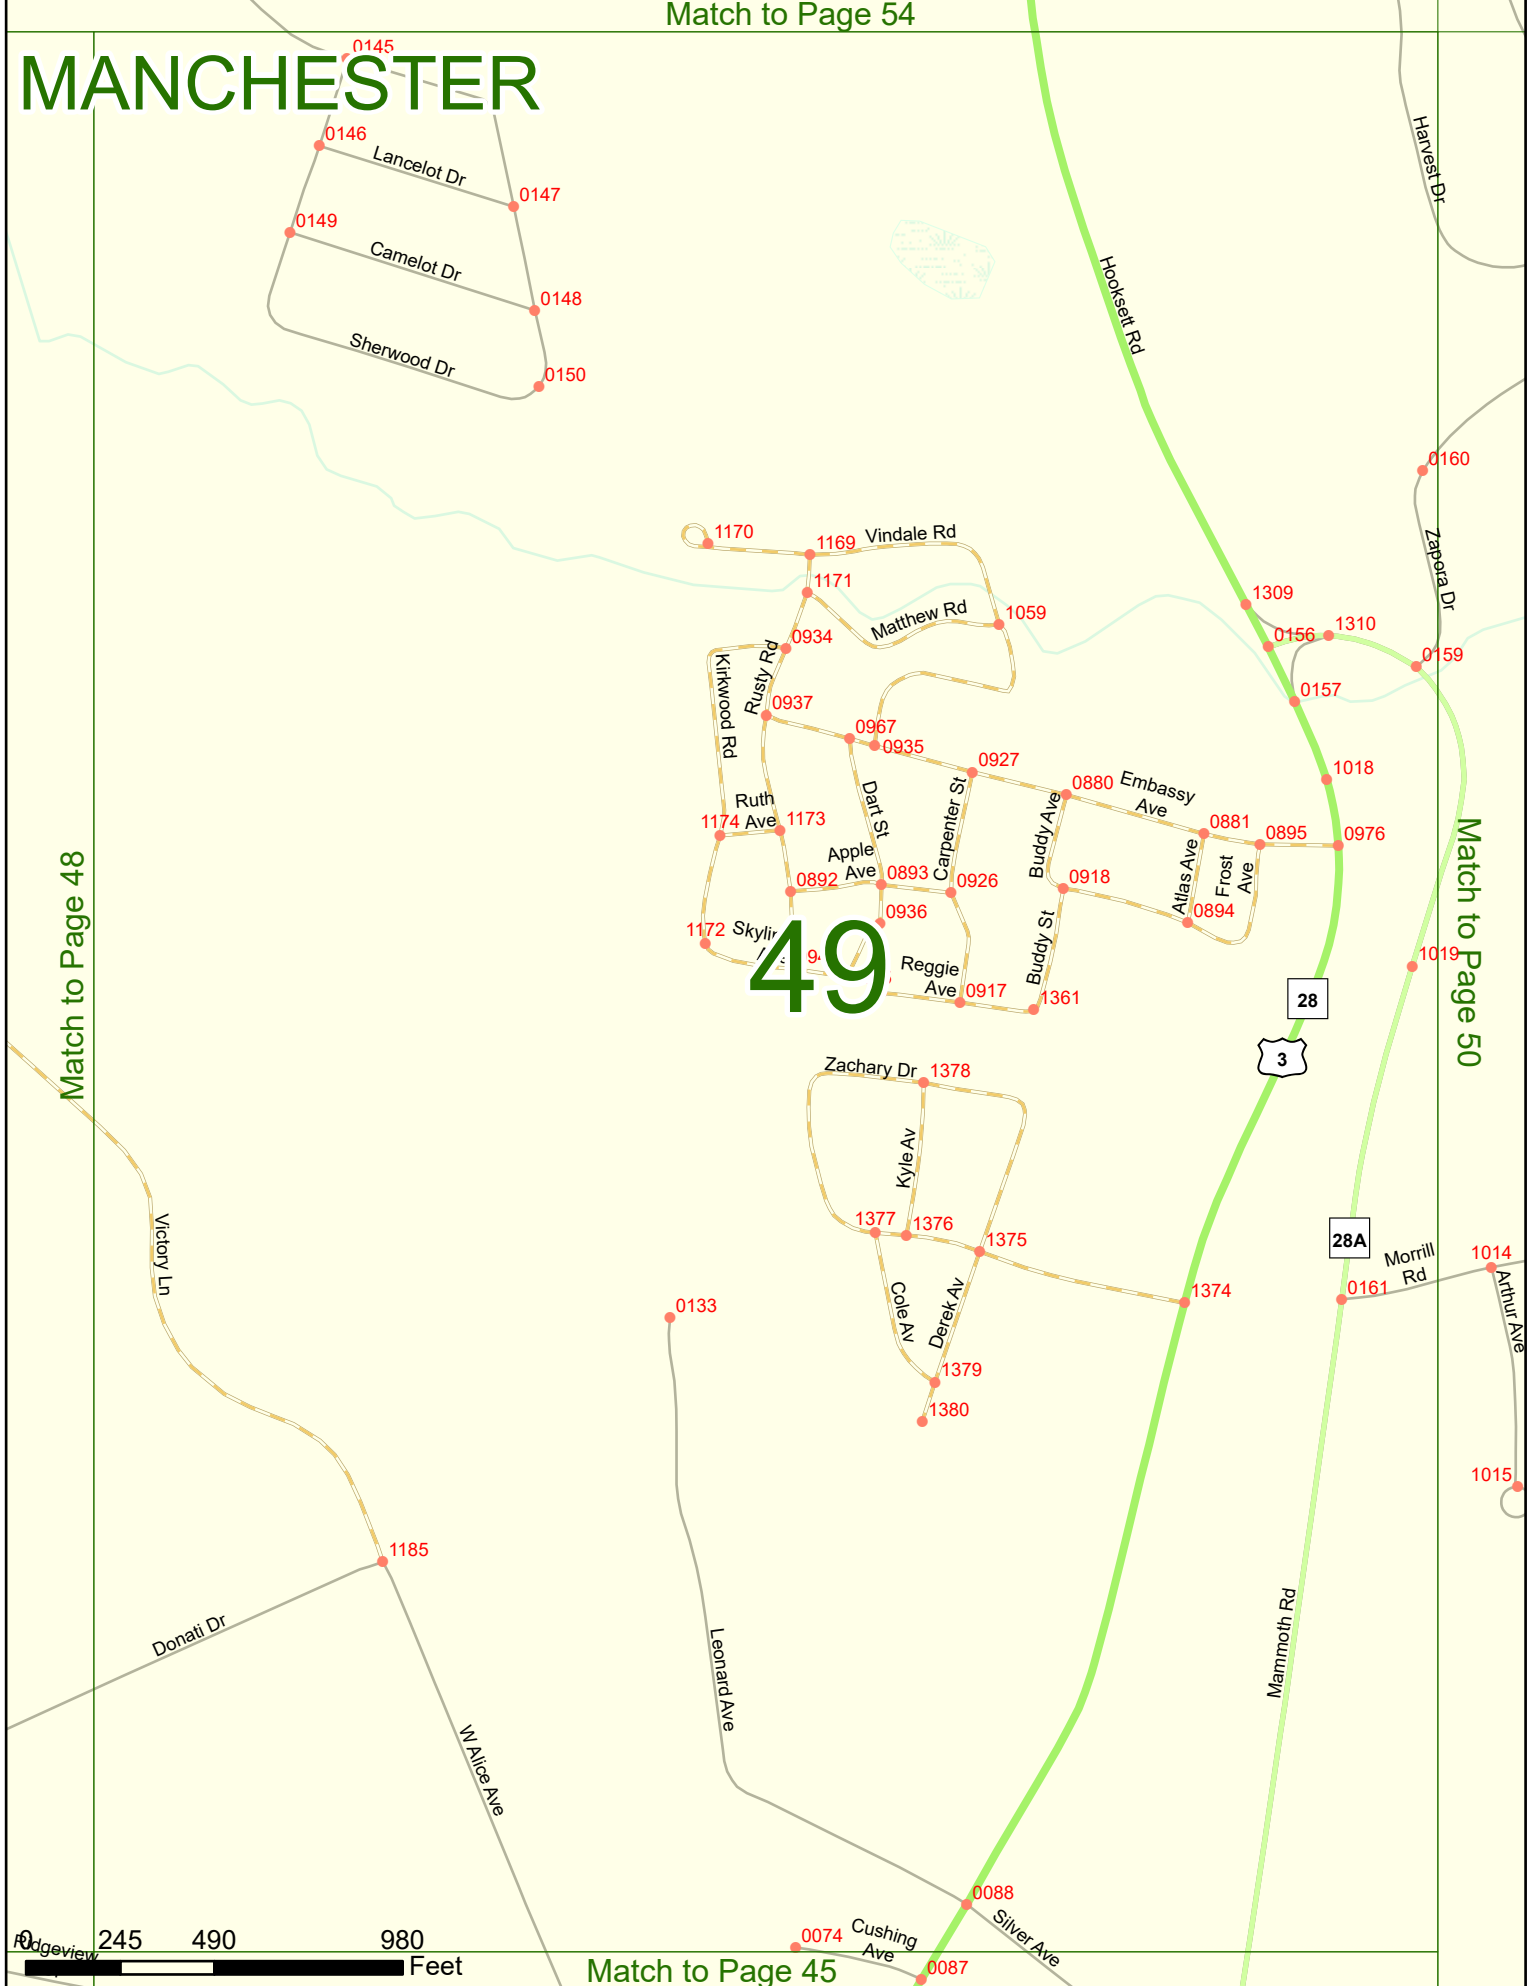 Match to Page 54
0145
MANCHESTER
0146
Lancelot Dr
0147
Harvest Dr
0149
Camelot Dr
0148
Hooksett Rd
Sherwood Dr
0150
0160
1170
1169
Vindale Rd
Zapora Dr
1171
1309
Matthew Rd
1059
0934
0156
1310
Kirkwood Rd
Rusty Rd
0159
0937
0157
0967
0935
0927
1018
0880
Embassy
Ave
Dart St
Carpenter St
Buddy Ave
Ruth
Ave
1174
1173
0881
0895
0976
Match to Page 48
Apple
Ave
Atlas Ave
Frost
Ave
Match to Page 50
0892
0893
0926
0918
0936
0894
1172
Buddy St
49
Reggie
Ave
1019
0917
1361
28
3
Zachary Dr
1378
Kyle Av
Victory Ln
1377
1376
1375
28A
Morrill
Rd
1014
Cole Av
Derek Av
1374
0161
Arthur Ave
0133
1379
1380
1015
1185
Donati Dr
Leonard Ave
Mammoth Rd
W Alice Ave
0088
Silver Ave
0074
Cushing
Ave
0 245 490 980
Ridgeview
Feet
Match to Page 45
0087